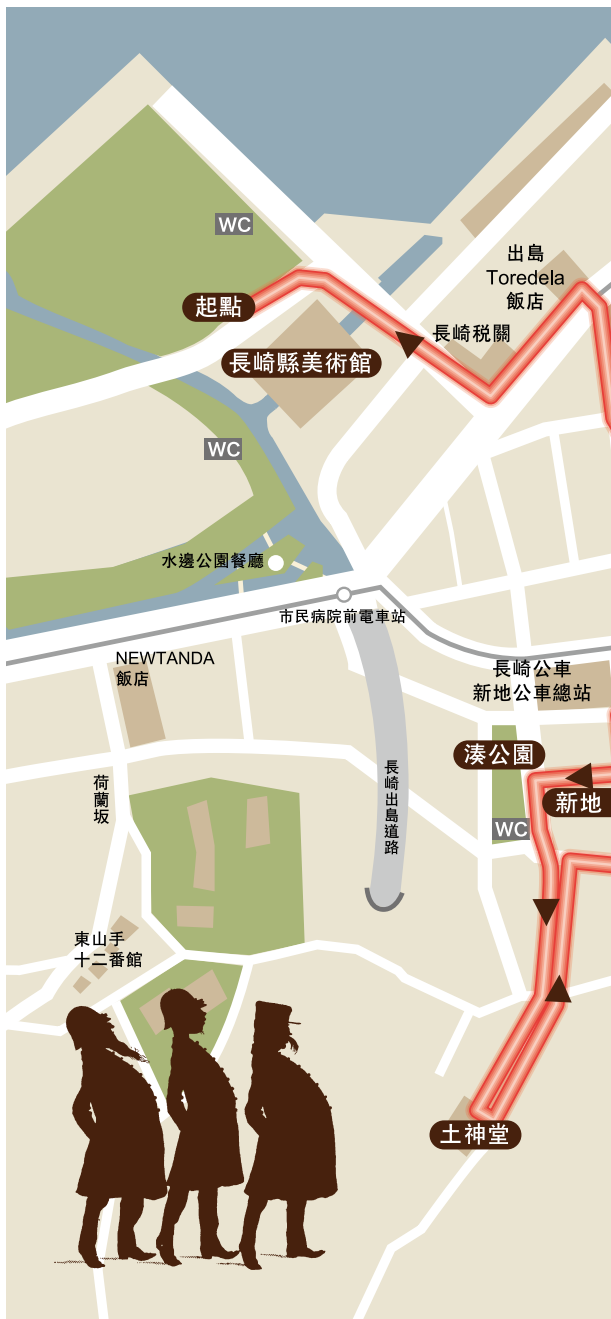 WC
出島
Toredela
飯店
起點
長崎税關
長崎縣美術館
WC
水邊公園餐廳
市民病院前電車站
NEWTANDA
飯店
長崎公車
新地公車總站
湊公園
長崎出島道路
荷蘭坂
新地
WC
東山手
十二番館
土神堂